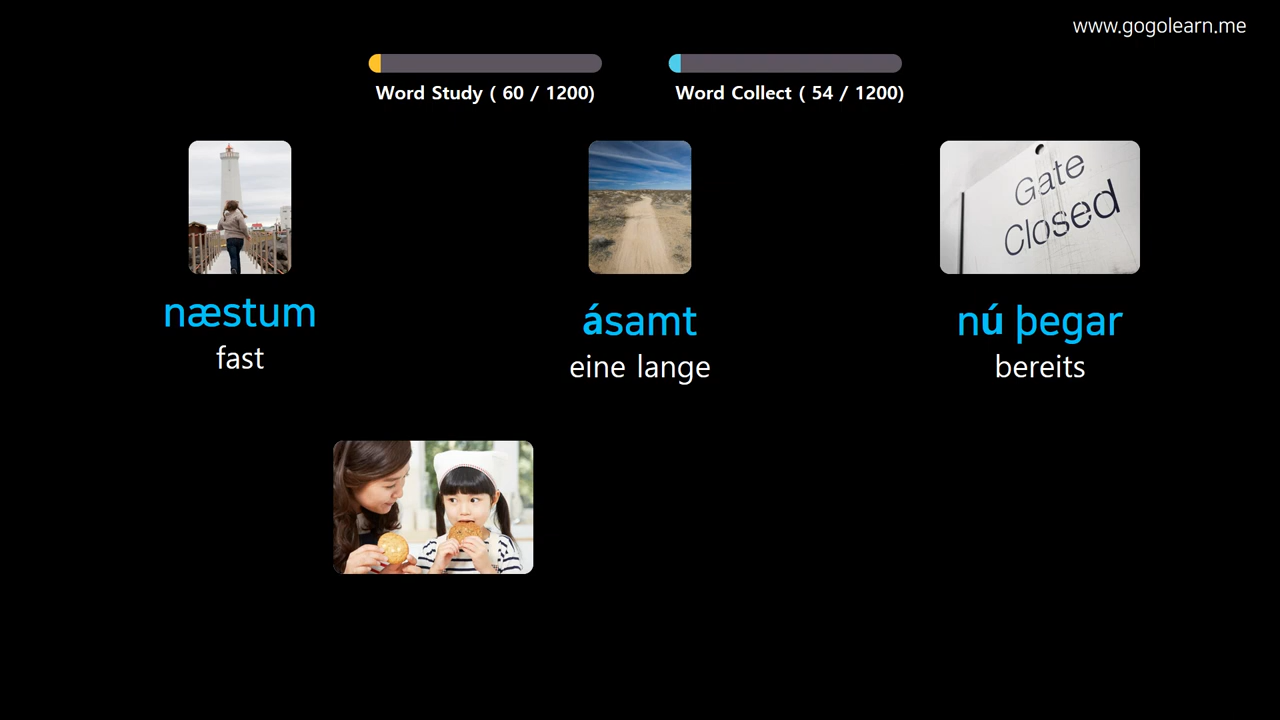 www.gogolearn.me
Word Study ( 60 / 1200)
Word Collect ( 54 / 1200)
Gate
Closed
næstum
fast
ásamt
eine lange
nú þegar
bereits